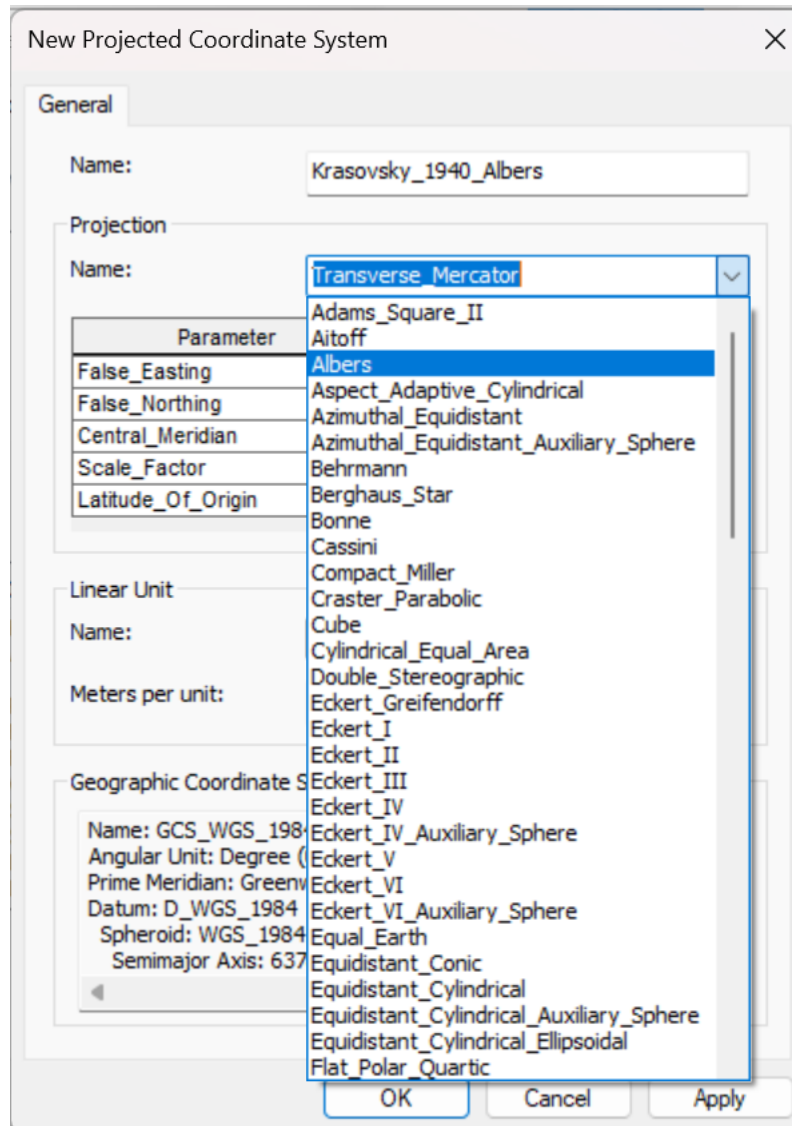 New Projected Coordinate System
General
Name:
Krasovsky_1940_Albers
Projection
Name:
Transverse_Mercator
Parameter
False_Easting
False_Northing
Central_Meridian
Scale_Factor
Latitude_Of_Origin
Adams_Square_II
Aitoff
Albers
Aspect_Adaptive_Cylindrical
Azimuthal_Equidistant
Azimuthal_Equidistant_Auxiliary_Sphere
Behrmann
Berghaus_Star
Bonne
Cassini
Compact_Miller
Craster_Parabolic
Cube
Cylindrical_Equal_Area
Double_Stereographic
Eckert_Greifendorff
Eckert_I
Eckert_II
Eckert_III
Eckert_IV
Eckert_IV_Auxiliary_Sphere
Eckert_V
Eckert_VI
Eckert_VI_Auxiliary_Sphere
Equal_Earth
Equidistant_Conic
Equidistant_Cylindrical
Equidistant_Cylindrical_Auxiliary_Sphere
Equidistant_Cylindrical_Ellipsoidal
Flat_Polar_Quartic
Linear Unit
Name:
Meters per unit:
Geographic Coordinate S
Name: GCS_WGS_198
Angular Unit: Degree (
Prime Meridian: Green
Datum: D_WGS_1984
Spheroid: WGS_1984
Semimajor Axis: 637
OK Cancel Apply